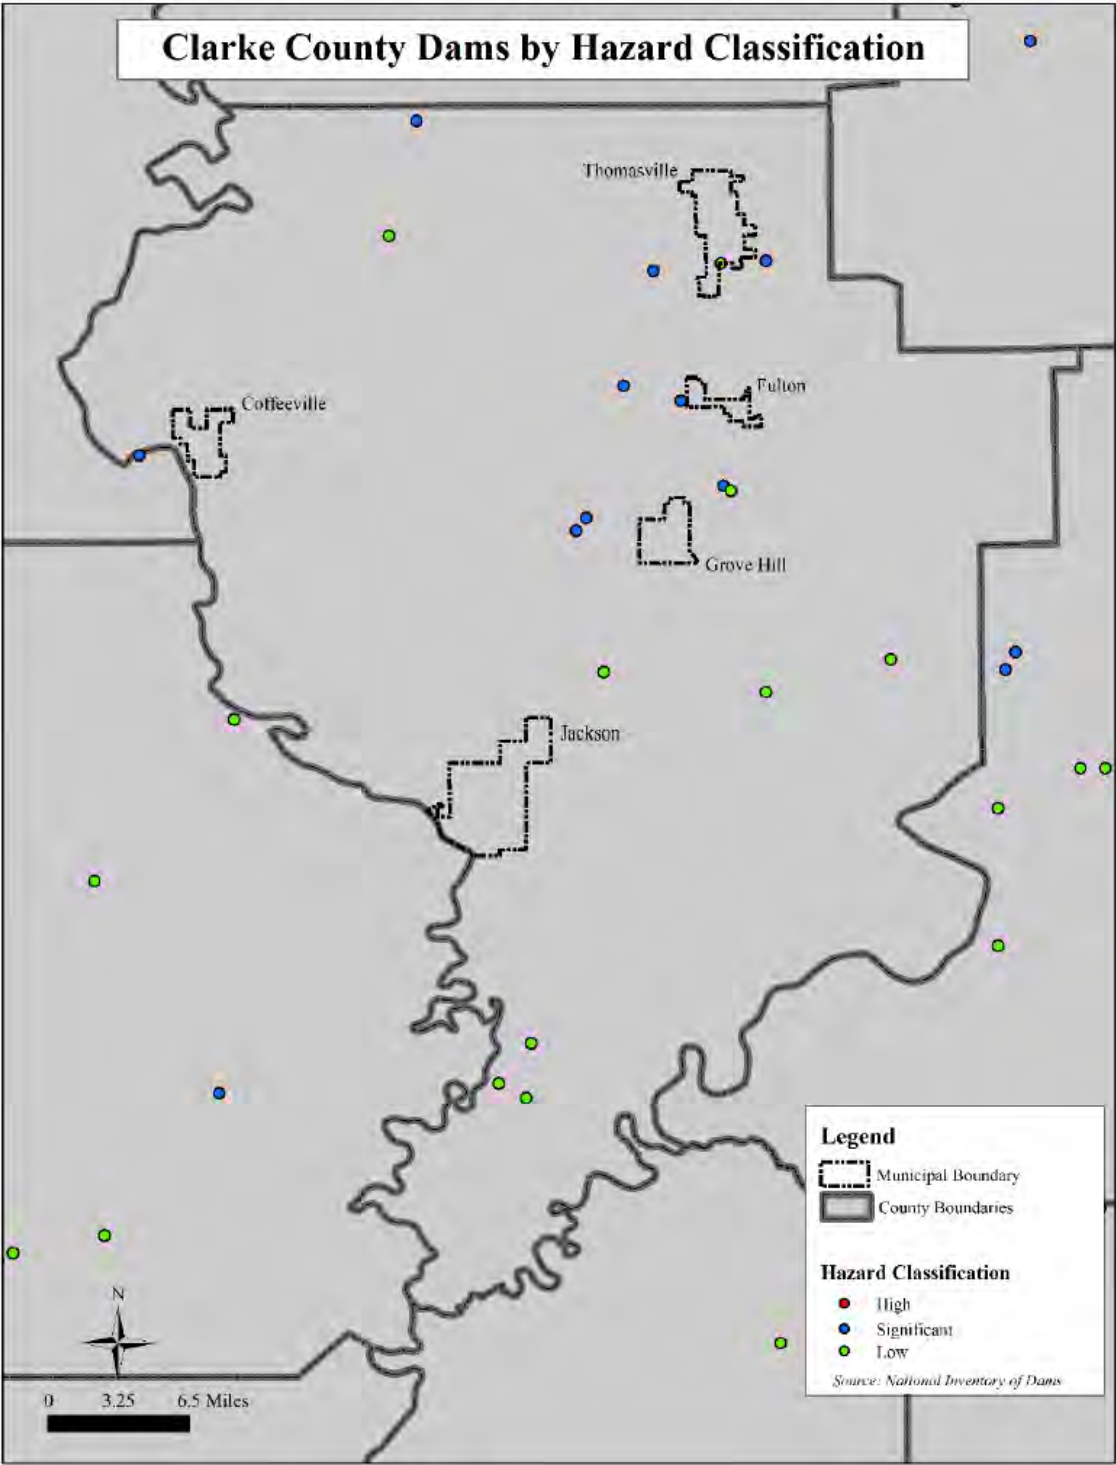 Clarke County Dams by Hazard Classification
Thomasville
Fulton
Coffeeville
Grove Hill
Jackson
Legend
Municipal Boundary
County Boundaries
Hazard Classification
High
Significant
Low
Source: National Inventory of Dams
N
0 3.25 6.5 Miles